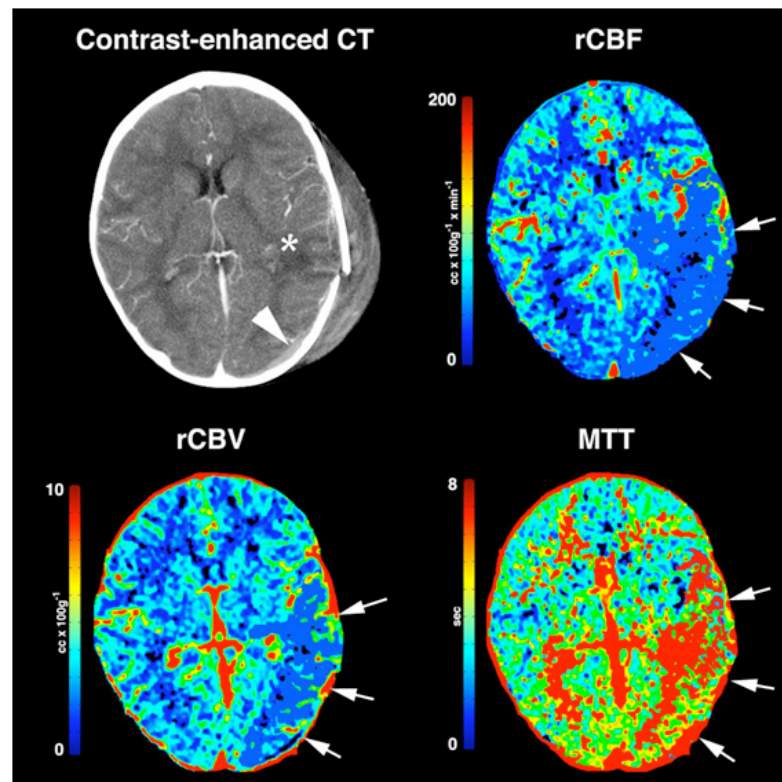 Contrast-enhanced CT
rCBF
200
cc x 100g⁻¹ x min⁻¹
0
*
rCBV
10
cc x 100g⁻¹
0
MTT
8
sec
0